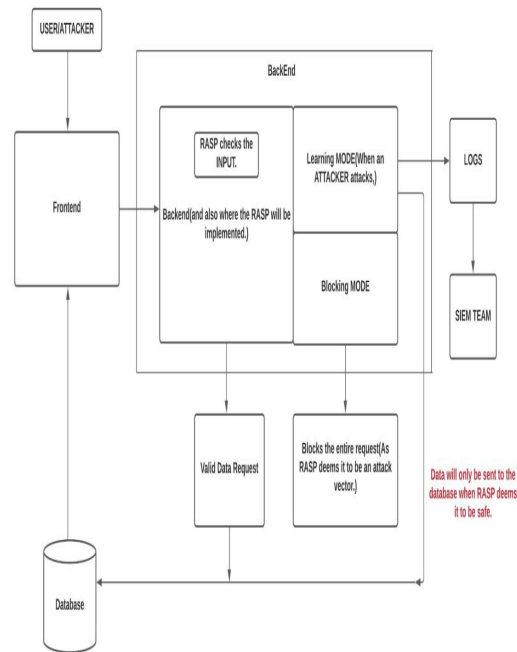 USER/ATTACKER
BackEnd
RASP checks the
INPUT.
Learning MODE(When an
ATTACKER attacks,)
LOGS
Frontend
Backend(and also where the RASP will be
implemented.)
Blocking MODE
SIEM TEAM
Valid Data Request
Blocks the entire request(As
RASP deems it to be an attack
vector.)
Data will only be sent to the
database when RASP deems
it to be safe.
Database